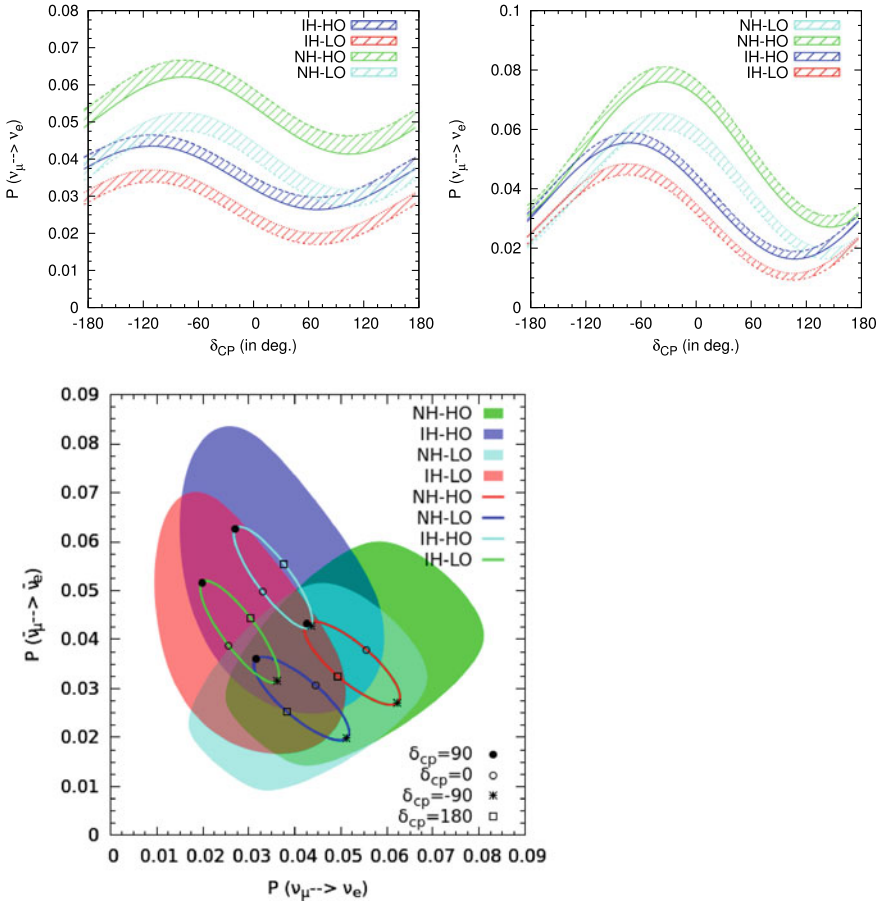 0.08
0.07
0.06
0.05
0.04
0.03
0.02
0.01
0
P (νμ--> νe)
IH-HO
IH-LO
NH-HO
NH-LO
-180 -120 -60 0 60 120 180
δCP (in deg.)
0.1
0.08
0.06
0.04
0.02
0
P (νμ--> νe)
NH-LO
NH-HO
IH-HO
IH-LO
-180 -120 -60 0 60 120 180
δCP (in deg.)
0.09
0.08
0.07
0.06
0.05
0.04
0.03
0.02
0.01
0
P (ν̄μ--> ν̄e)
NH-HO
IH-HO
NH-LO
IH-LO
NH-HO
NH-LO
IH-HO
IH-LO
δcp=90
δcp=0
δcp=-90
δcp=180
0 0.01 0.02 0.03 0.04 0.05 0.06 0.07 0.08 0.09
P (νμ--> νe)